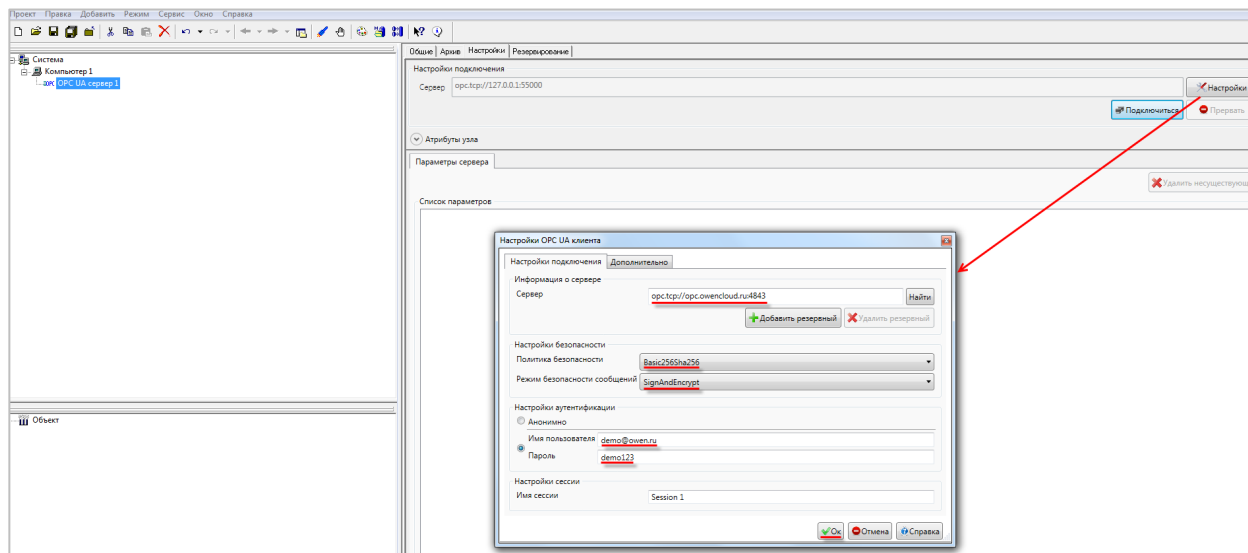 Проект Правка Добавить Режим Сервис Окно Справка
Система
Компьютер 1
OPC UA сервер 1
Общие Архив Настройки Резервирование
Настройки подключения
Сервер opc.tcp://127.0.0.1:55000 Настройки
Подключиться Прервать
Атрибуты узла
Параметры сервера
Удалить несуществующ
Список параметров
Настройки OPC UA клиента
Настройки подключения Дополнительно
Информация о сервере
Сервер opc.tcp://opc.owencloud.ru:4843 Найти
Добавить резервный Удалить резервный
Настройки безопасности
Политика безопасности Basic256Sha256
Режим безопасности сообщений SignAndEncrypt
Настройки аутентификации
Анонимно
Имя пользователя demo@owen.ru
Пароль demo123
Настройки сессии
Имя сессии Session 1
Ок Отмена Справка
Объект